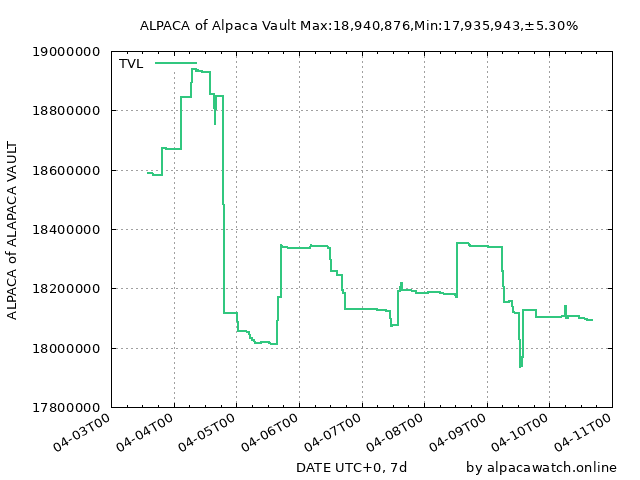 ALPACA of Alpaca Vault Max:18,940,876,Min:17,935,943,±5.30%
19000000
TVL
18800000
18600000
18400000
18200000
18000000
17800000
ALPACA of ALAPACA VAULT
04-03T00
04-04T00
04-05T00
04-06T00
04-07T00
04-08T00
04-09T00
04-10T00
04-11T00
DATE UTC+0, 7d
by alpacawatch.online